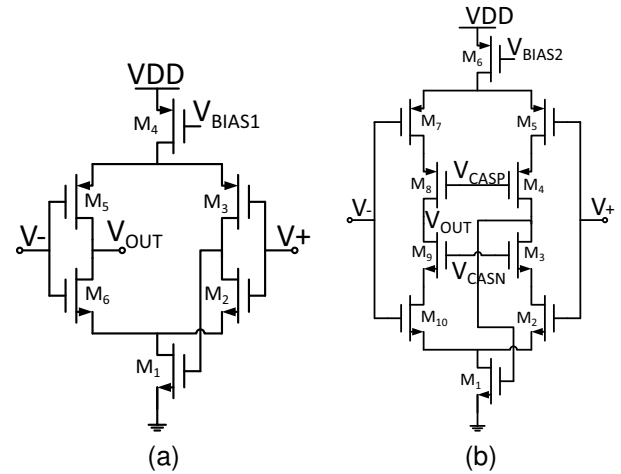 VDD
M4
VBIAS1
M5
M3
V-
VOUT
V+
M6
M2
M1
(a)
VDD
M6
VBIAS2
M7
M5
M8
VCASP
M4
V-
VOUT
V+
M9
M3
VCASN
M10
M2
M1
(b)